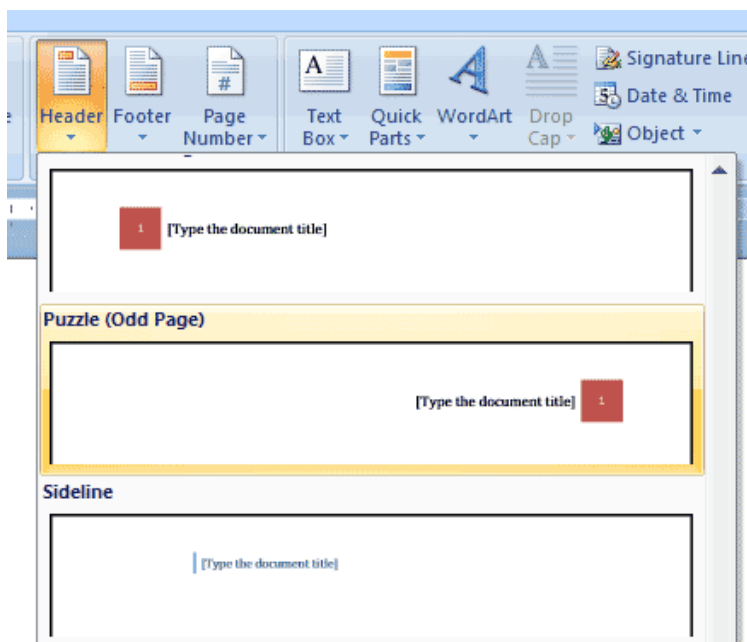 Header Footer Page Number
Text Box Quick Parts WordArt Drop Cap
Signature Line
Date & Time
Object
1 [Type the document title]
Puzzle (Odd Page)
[Type the document title] 1
Sideline
[Type the document title]